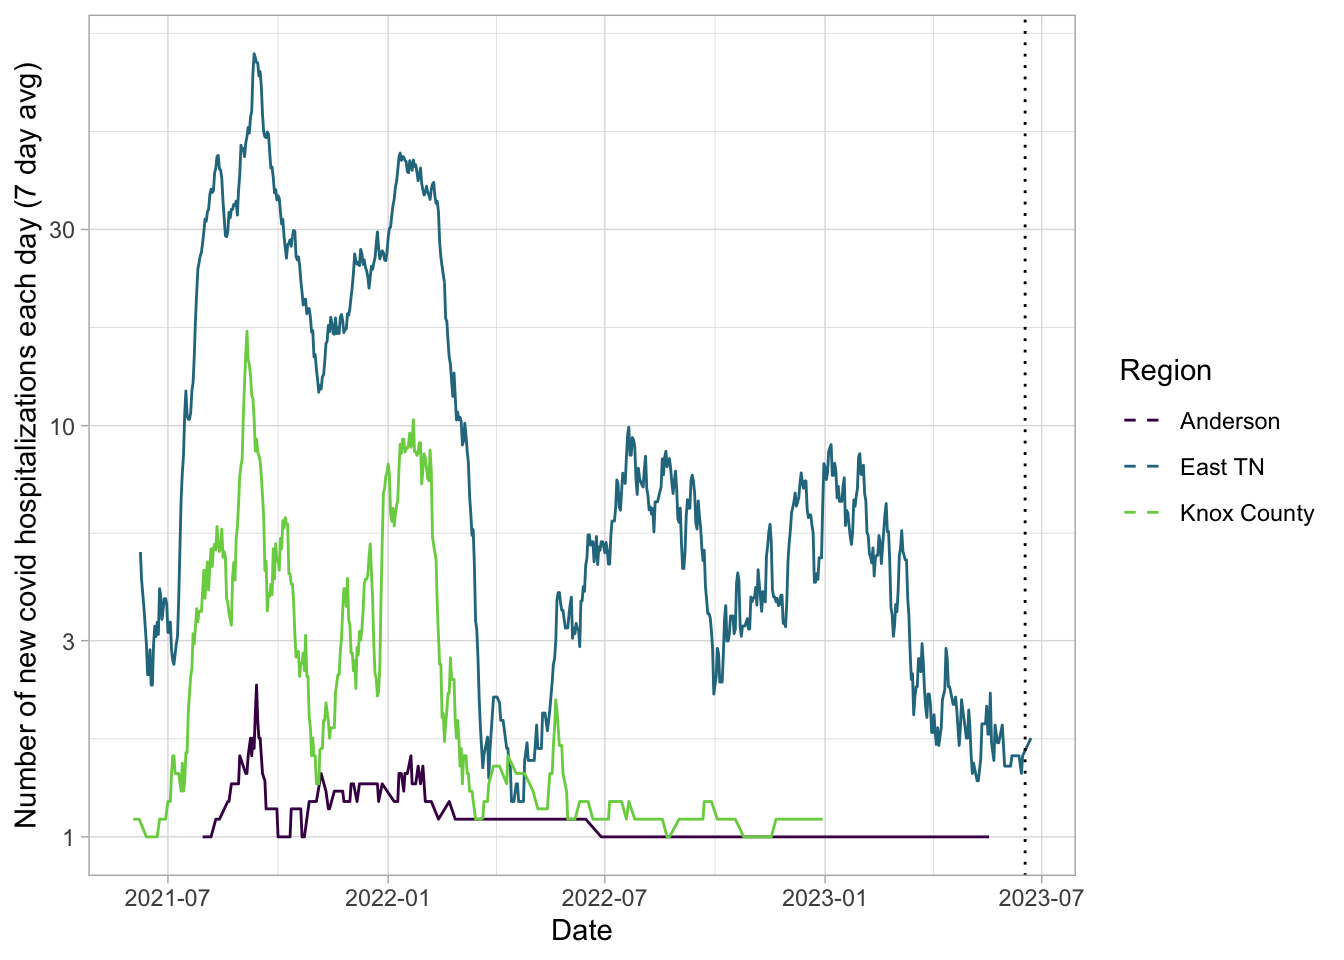 Number of new covid hospitalizations each day (7 day avg)
30
10
3
1
2021-07
2022-01
2022-07
2023-01
2023-07
Date
Region
Anderson
East TN
Knox County